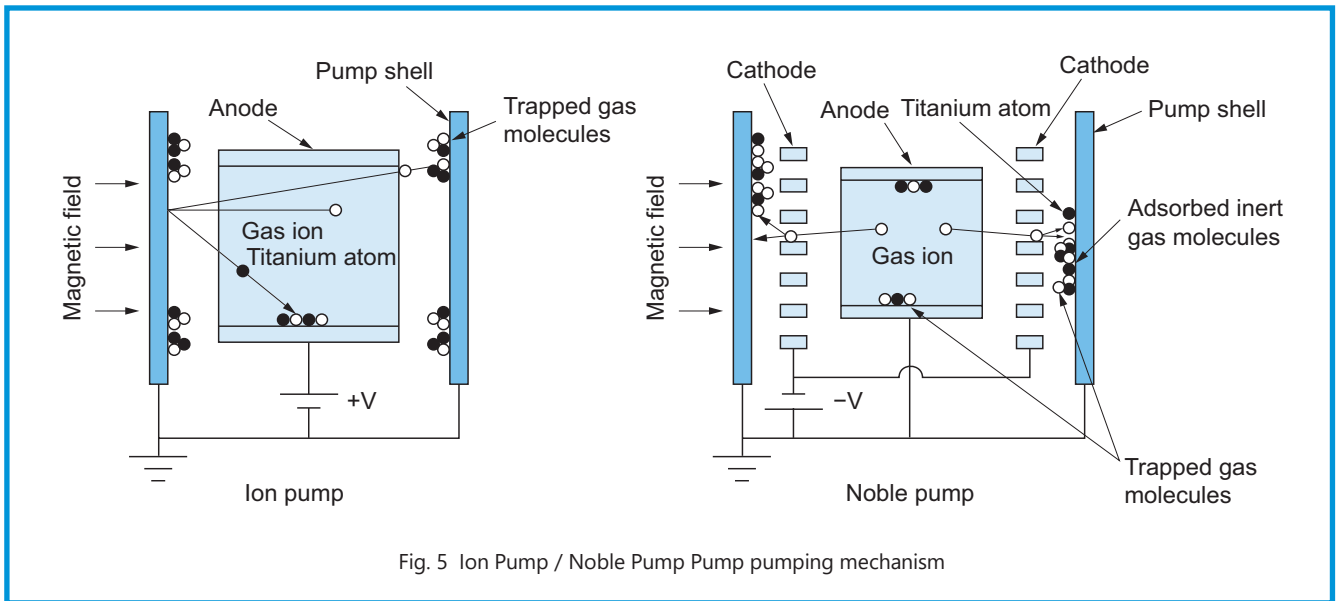 Pump shell
Anode
Trapped gas
molecules
Magnetic field
Gas ion
Titanium atom
+V
Ion pump
Cathode
Cathode
Anode
Titanium atom
Pump shell
Magnetic field
Adsorbed inert
gas molecules
Gas ion
−V
Trapped gas
molecules
Noble pump
Fig. 5 Ion Pump / Noble Pump Pump pumping mechanism